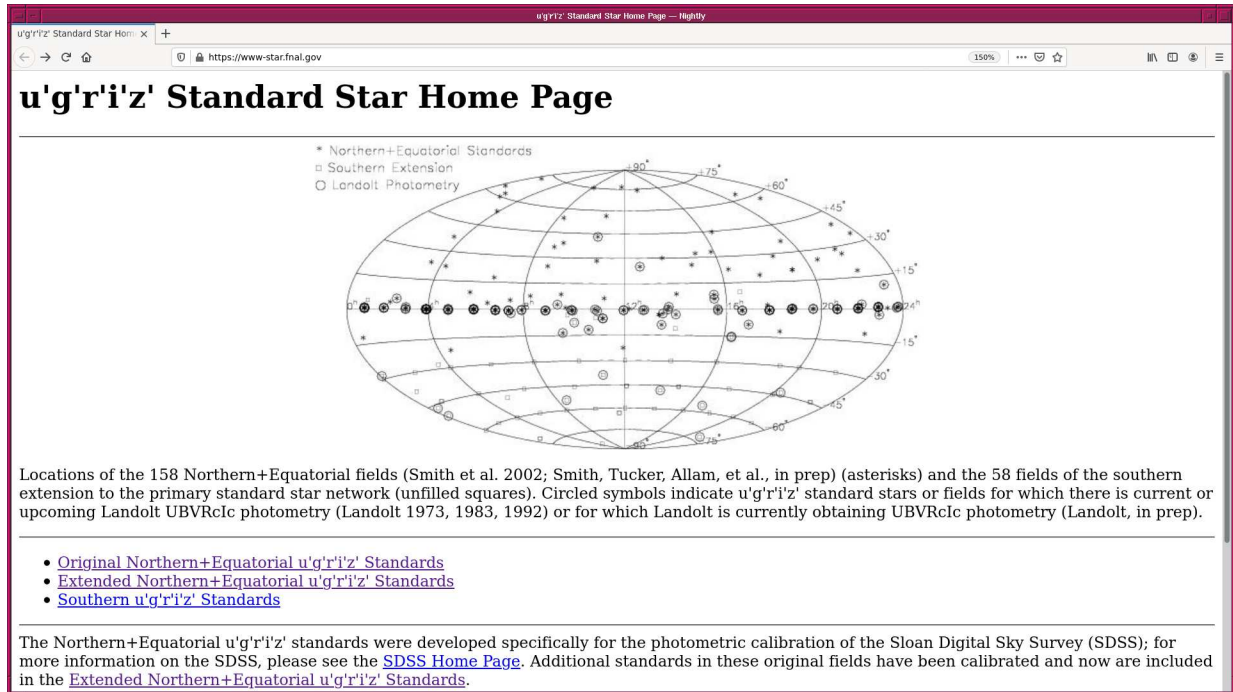 u'g'r'i'z' Standard Star Home Page — Nightly
u'g'r'i'z' Standard Star Hom
https://www-star.fnal.gov
150%
u'g'r'i'z' Standard Star Home Page
* Northern+Equatorial Standards
□ Southern Extension
○ Landolt Photometry
+90°
+75°
+60°
+45°
+30°
+15°
0h
8h
12h
16h
20h
24h
-15°
-30°
-45°
-60°
-75°
-90°
Locations of the 158 Northern+Equatorial fields (Smith et al. 2002; Smith, Tucker, Allam, et al., in prep) (asterisks) and the 58 fields of the southern
extension to the primary standard star network (unfilled squares). Circled symbols indicate u'g'r'i'z' standard stars or fields for which there is current or
upcoming Landolt UBVRcIc photometry (Landolt 1973, 1983, 1992) or for which Landolt is currently obtaining UBVRcIc photometry (Landolt, in prep).
• Original Northern+Equatorial u'g'r'i'z' Standards
• Extended Northern+Equatorial u'g'r'i'z' Standards
• Southern u'g'r'i'z' Standards
The Northern+Equatorial u'g'r'i'z' standards were developed specifically for the photometric calibration of the Sloan Digital Sky Survey (SDSS); for
more information on the SDSS, please see the SDSS Home Page. Additional standards in these original fields have been calibrated and now are included
in the Extended Northern+Equatorial u'g'r'i'z' Standards.